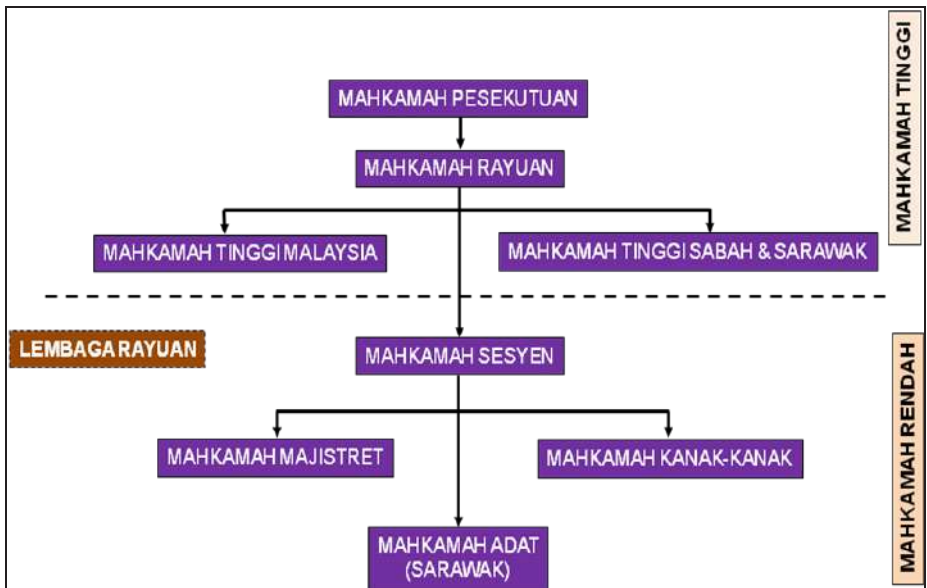 MAHKAMAH TINGGI
MAHKAMAH PESEKUTUAN
MAHKAMAH RAYUAN
MAHKAMAH TINGGI MALAYSIA
MAHKAMAH TINGGI SABAH & SARAWAK
LEMBAGA RAYUAN
MAHKAMAH SESYEN
MAHKAMAH RENDAH
MAHKAMAH MAJISTRET
MAHKAMAH KANAK-KANAK
MAHKAMAH ADAT
(SARAWAK)